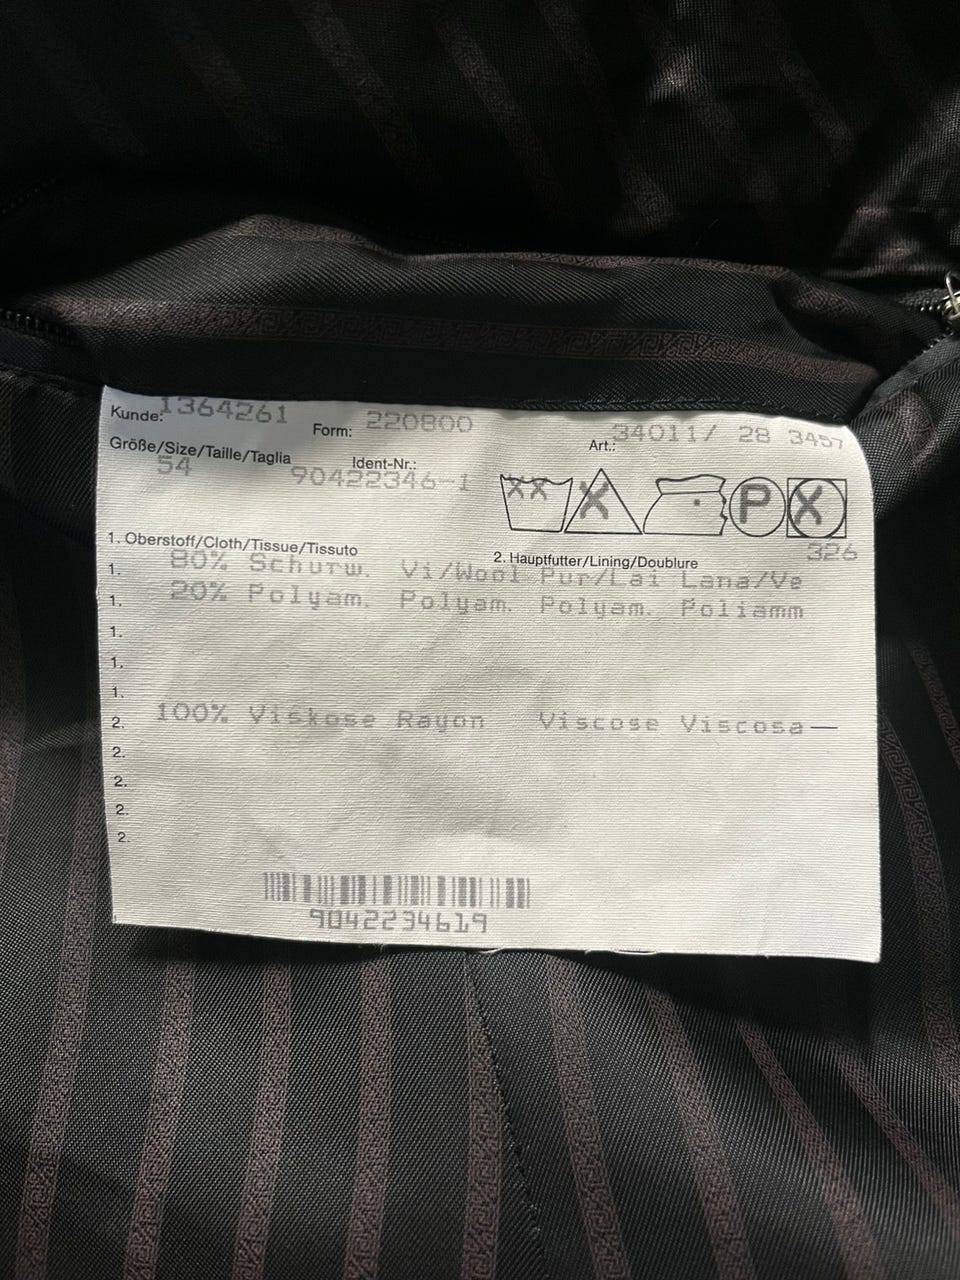 Kunde: 1364261
Form: 220800
Art.: 34011/ 28 3457
Größe/Size/Taille/Taglia
54
Ident-Nr.:
90422346-1
XX X P X
326
1. Oberstoff/Cloth/Tissue/Tissuto
2. Hauptfutter/Lining/Doublure
1. 80% Schurw. Vi/Wool Pur/Lai Lana/Ve
1. 20% Polyam. Polyam. Polyam. Poliamm
1.
1.
1.
2. 100% Viskose Rayon Viscose Viscosa—
2.
2.
2.
2.
9042234619